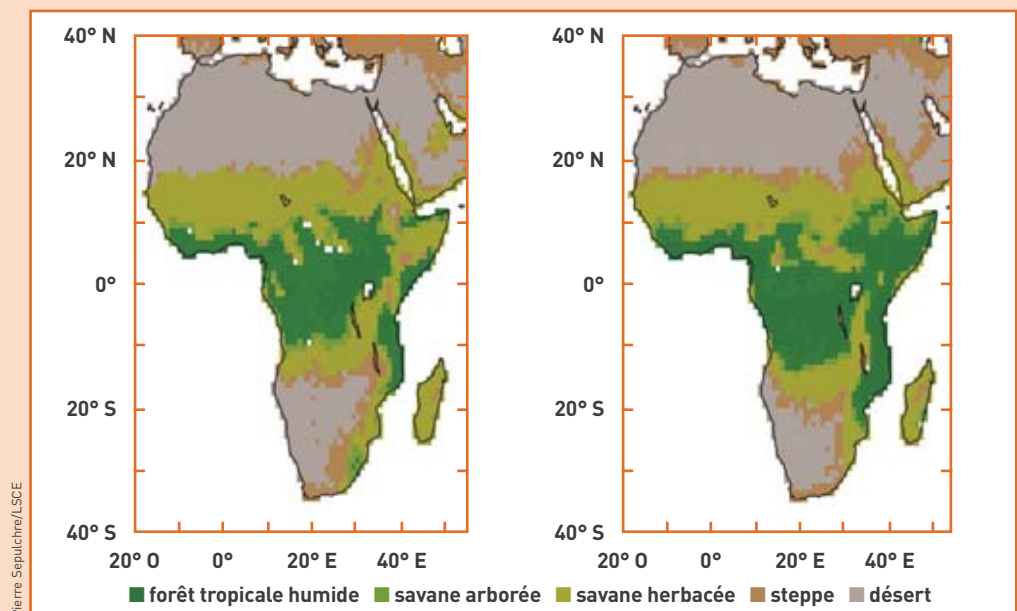 40° N
20° N
0°
20° S
40° S
20° O
0°
20° E
40° E
40° N
20° N
0°
20° S
40° S
20° O
0°
20° E
40° E
forêt tropicale humide
savane arborée
savane herbacée
steppe
désert
Pierre Sepulchre/LSCE